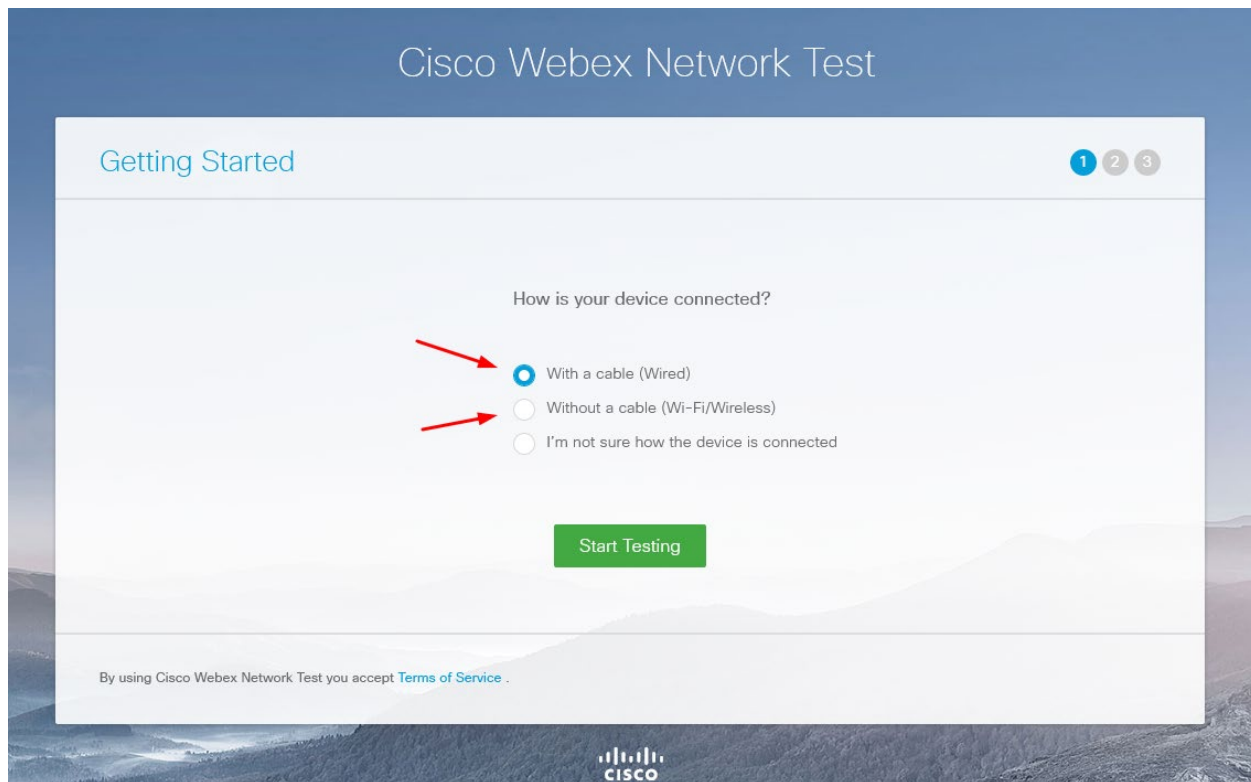 Cisco Webex Network Test
Getting Started
1 2 3
How is your device connected?
With a cable (Wired)
Without a cable (Wi-Fi/Wireless)
I'm not sure how the device is connected
Start Testing
By using Cisco Webex Network Test you accept Terms of Service .
CISCO